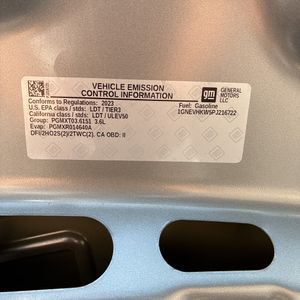 VEHICLE EMISSION
CONTROL INFORMATION
gm
GENERAL
MOTORS
LLC
Conforms to Regulations: 2023
U.S. EPA class / stds: LDT / TIER3
California class / stds: LDT / ULEV50
Group: PGMXT03.6151 3.6L
Evap: PGMXR014640A
DFI/2HO2S(2)/2TWC(2), CA OBD: II
Fuel: Gasoline
1GNEVHKW5PJ216722